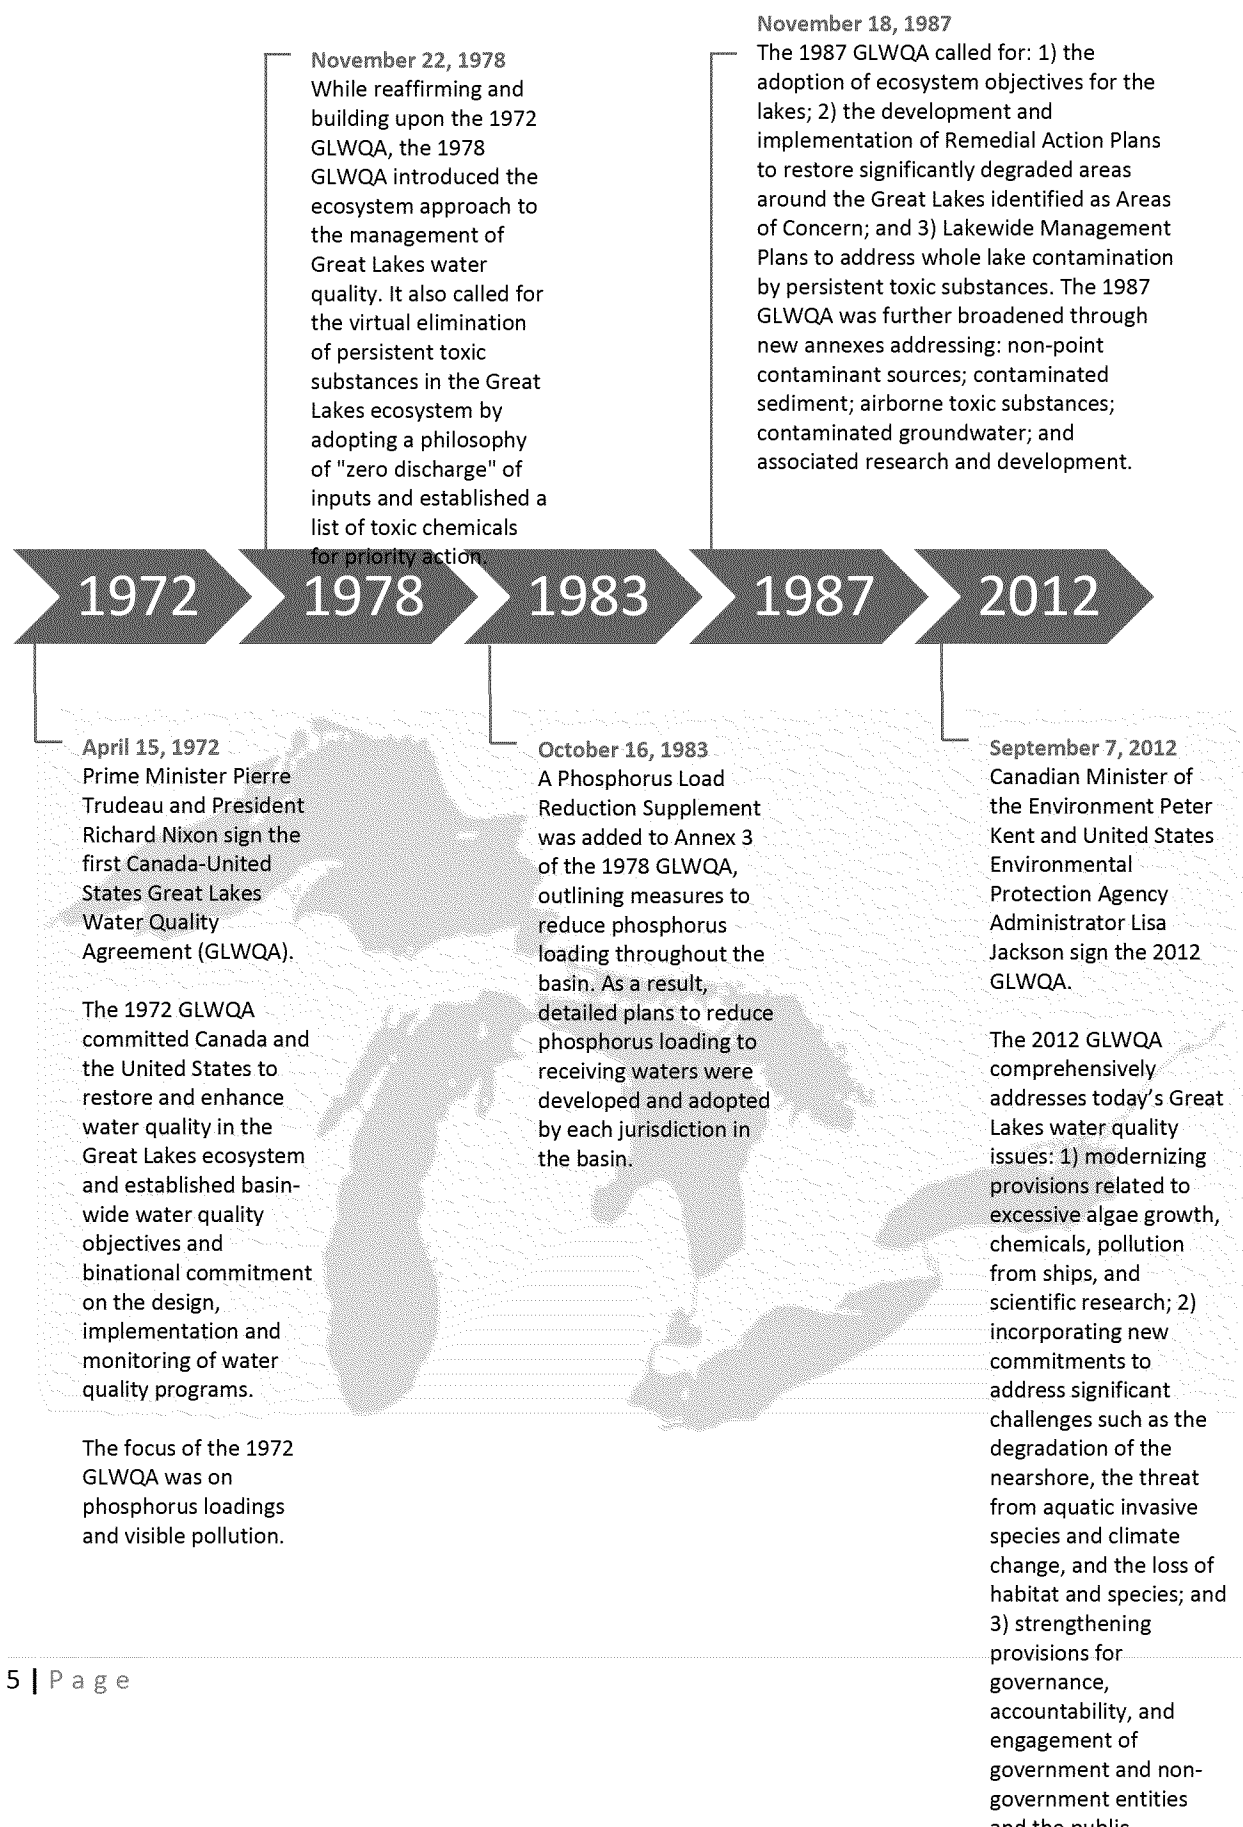 November 18, 1987
The 1987 GLWQA called for: 1) the
adoption of ecosystem objectives for the
lakes; 2) the development and
implementation of Remedial Action Plans
to restore significantly degraded areas
around the Great Lakes identified as Areas
of Concern; and 3) Lakewide Management
Plans to address whole lake contamination
by persistent toxic substances. The 1987
GLWQA was further broadened through
new annexes addressing: non-point
contaminant sources; contaminated
sediment; airborne toxic substances;
contaminated groundwater; and
associated research and development.
November 22, 1978
While reaffirming and
building upon the 1972
GLWQA, the 1978
GLWQA introduced the
ecosystem approach to
the management of
Great Lakes water
quality. It also called for
the virtual elimination
of persistent toxic
substances in the Great
Lakes ecosystem by
adopting a philosophy
of "zero discharge" of
inputs and established a
list of toxic chemicals
for priority action.
1972
1978
1983
1987
2012
April 15, 1972
Prime Minister Pierre
Trudeau and President
Richard Nixon sign the
first Canada-United
States Great Lakes
Water Quality
Agreement (GLWQA).
The 1972 GLWQA
committed Canada and
the United States to
restore and enhance
water quality in the
Great Lakes ecosystem
and established basin-
wide water quality
objectives and
binational commitment
on the design,
implementation and
monitoring of water
quality programs.
The focus of the 1972
GLWQA was on
phosphorus loadings
and visible pollution.
October 16, 1983
A Phosphorus Load
Reduction Supplement
was added to Annex 3
of the 1978 GLWQA,
outlining measures to
reduce phosphorus
loading throughout the
basin. As a result,
detailed plans to reduce
phosphorus loading to
receiving waters were
developed and adopted
by each jurisdiction in
the basin.
September 7, 2012
Canadian Minister of
the Environment Peter
Kent and United States
Environmental
Protection Agency
Administrator Lisa
Jackson sign the 2012
GLWQA.
The 2012 GLWQA
comprehensively
addresses today's Great
Lakes water quality
issues: 1) modernizing
provisions related to
excessive algae growth,
chemicals, pollution
from ships, and
scientific research; 2)
incorporating new
commitments to
address significant
challenges such as the
degradation of the
nearshore, the threat
from aquatic invasive
species and climate
change, and the loss of
habitat and species; and
3) strengthening
provisions for
governance,
accountability, and
engagement of
government and non-
government entities
and the public
5 | Page